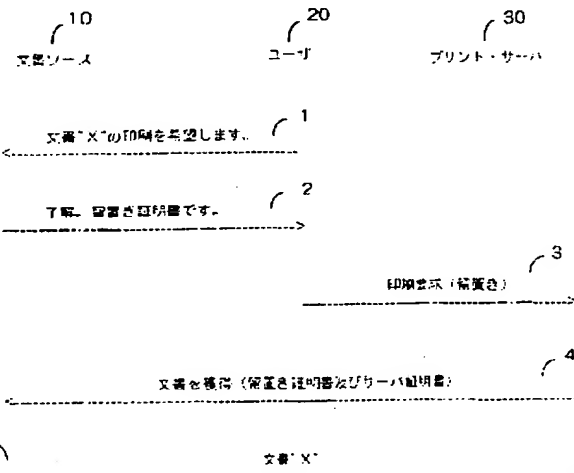 10 20 30
文書ソース ユーザ プリント・サーバ
1
文書"X"の印刷を希望します。
2
了解。留置き証明書です。
3
印刷要求（留置き）
4
文書を獲得（留置き証明書及びサーバ証明書）
文書"X"